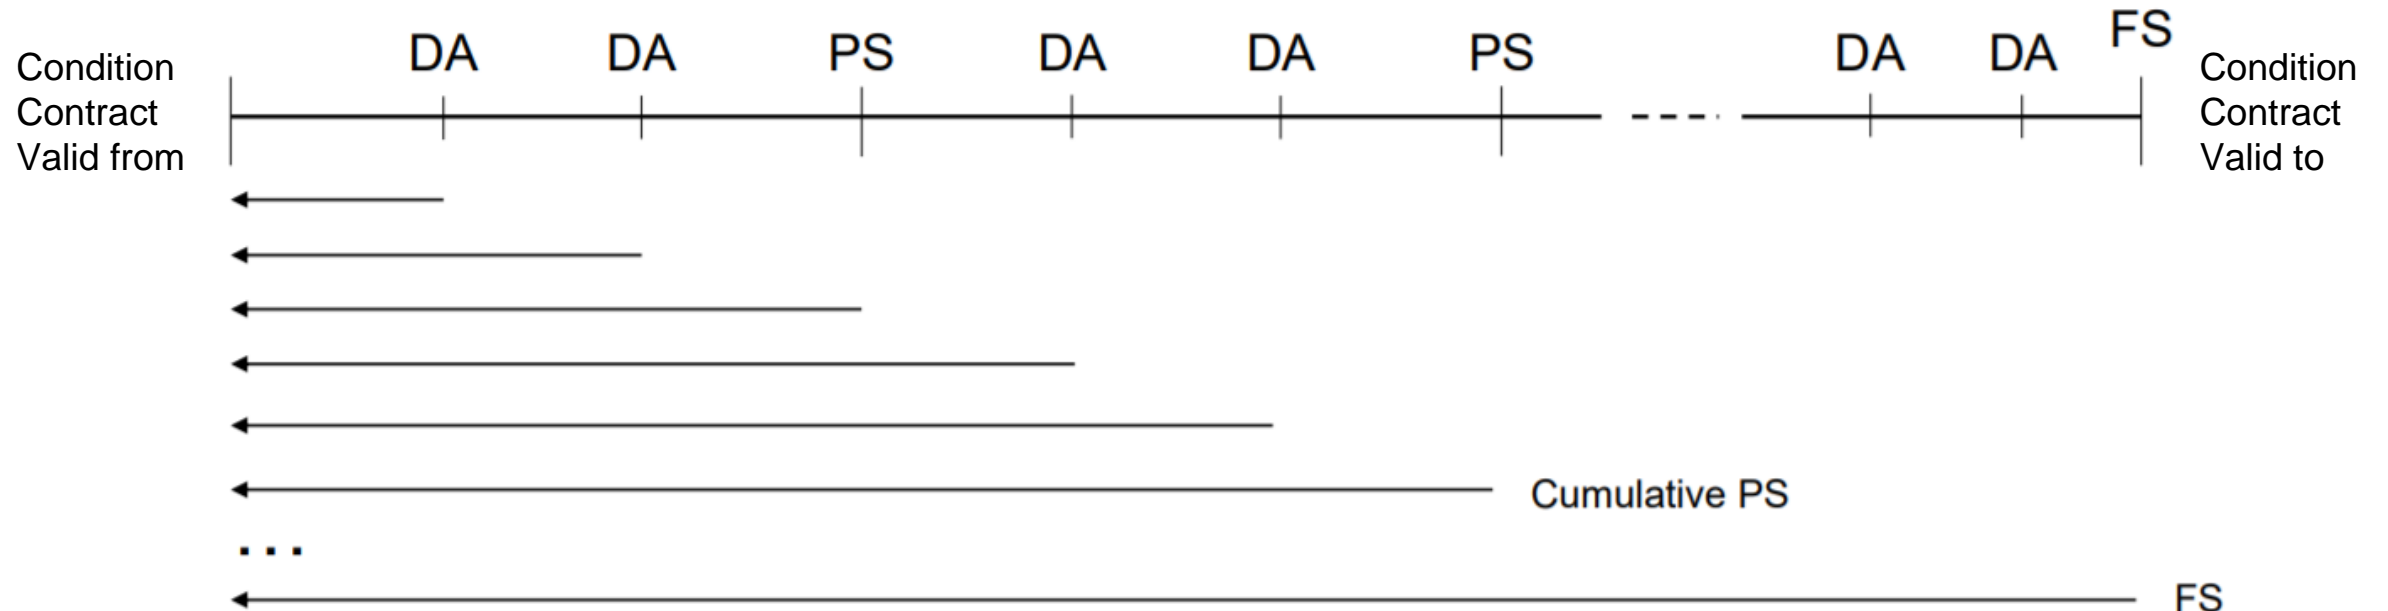 Condition
Contract
Valid from
DA DA PS DA DA PS DA DA FS
Condition
Contract
Valid to
Cumulative PS
...
FS